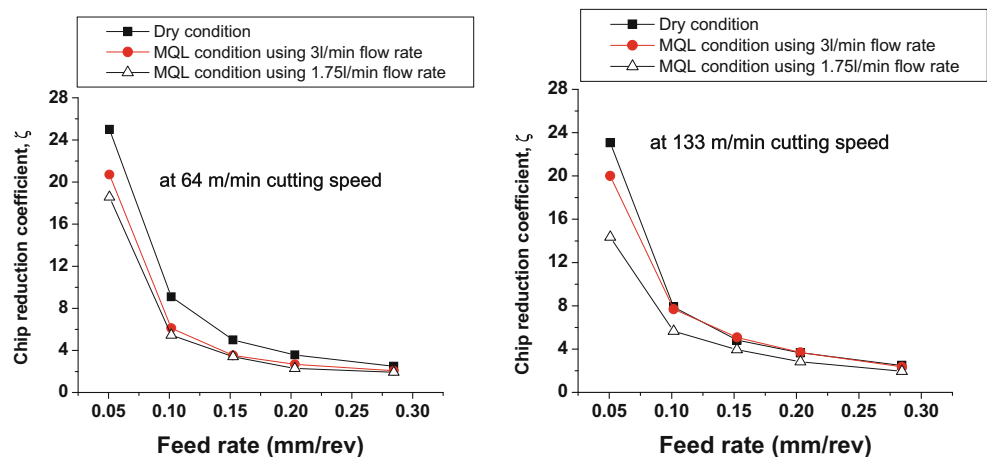 Dry condition
MQL condition using 3l/min flow rate
MQL condition using 1.75l/min flow rate
28
24
20
16
12
8
4
0
Chip reduction coefficient, ζ
at 64 m/min cutting speed
0.05 0.10 0.15 0.20 0.25 0.30
Feed rate (mm/rev)
Dry condition
MQL condition using 3l/min flow rate
MQL condition using 1.75l/min flow rate
28
24
20
16
12
8
4
0
Chip reduction coefficient, ζ
at 133 m/min cutting speed
0.05 0.10 0.15 0.20 0.25 0.30
Feed rate (mm/rev)